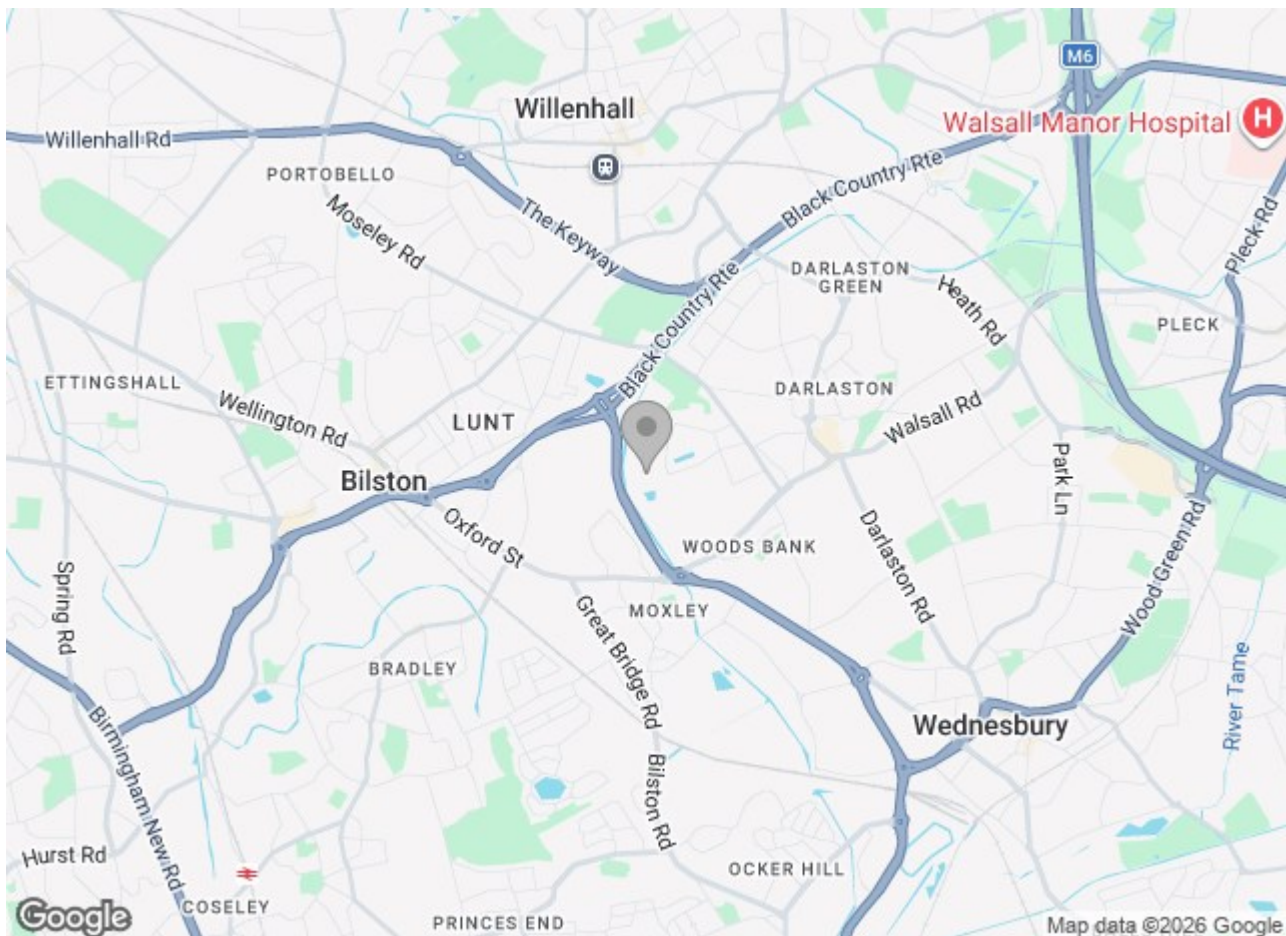 M6
Willenhall
Walsall Manor Hospital
H
Willenhall Rd
PORTOBELLO
Black Country Rte
Moseley Rd
The Keyway
Pleck Rd
DARLASTON
GREEN
Black Country Rte
Heath Rd
PLECK
ETTINGSHALL
DARLASTON
Wellington Rd
LUNT
Walsall Rd
Bilston
Park Ln
Oxford St
WOODS BANK
Darlaston Rd
Wood Green Rd
Spring Rd
MOXLEY
Great Bridge Rd
BRADLEY
River Tame
Wednesbury
Birmingham New Rd
Bilston Rd
Hurst Rd
OCKER HILL
COSELEY
PRINCES END
Google
Map data ©2026 Google